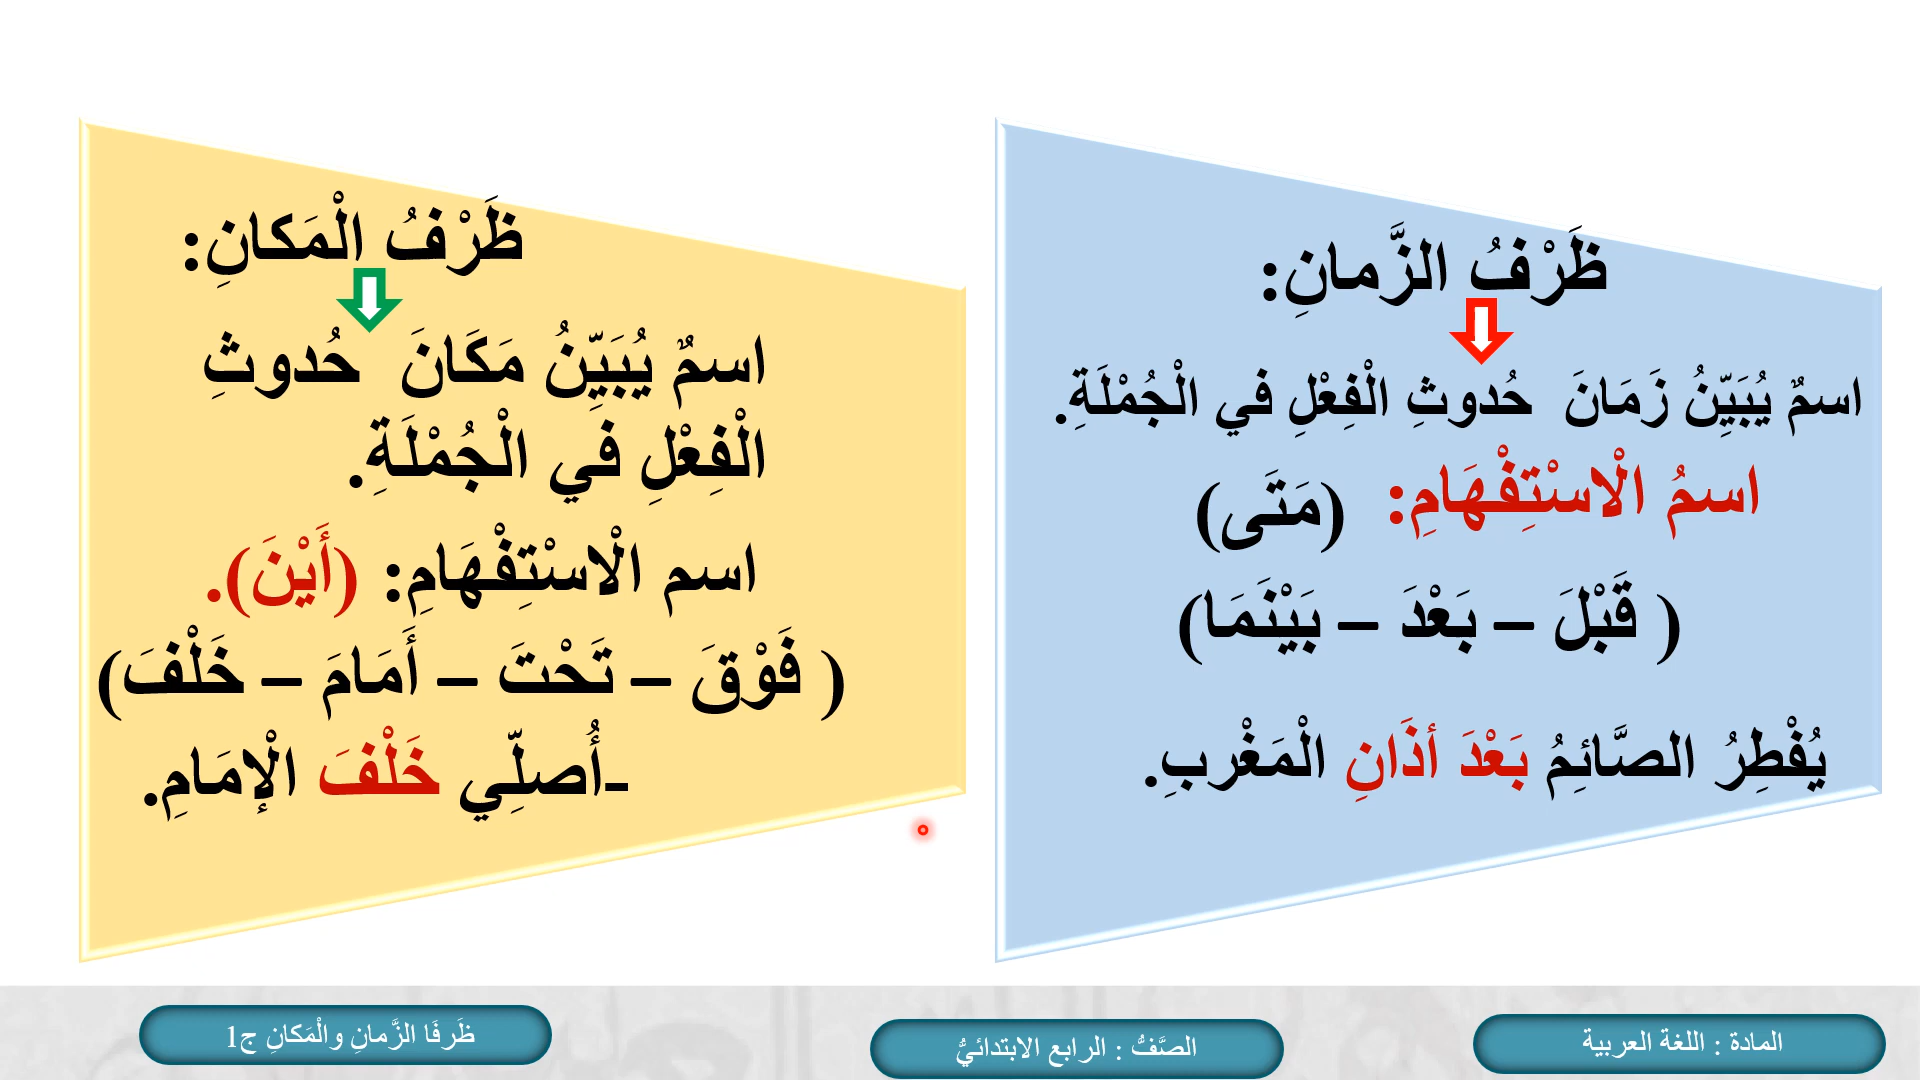 ظَرْفُ الزَّمانِ:
اسمٌ يُبَيِّنُ زَمَانَ حُدوثِ الْفِعْلِ في الْجُمْلَةِ.
اسمُ الْاسْتِفْهَامِ: (مَتَى)
( قَبْلَ – بَعْدَ – بَيْنَمَا)
يُفْطِرُ الصَّائِمُ بَعْدَ أذَانِ الْمَغْربِ.
ظَرْفُ الْمَكانِ:
اسمٌ يُبَيِّنُ مَكَانَ حُدوثِ
الْفِعْلِ في الْجُمْلَةِ.
اسم الْاسْتِفْهَامِ: (أَيْنَ).
( فَوْقَ – تَحْتَ – أَمَامَ – خَلْفَ)
-أُصلِّي خَلْفَ الْإمَامِ.
المادة : اللغة العربية
الصَّفُّ : الرابع الابتدائيُّ
ظَرفَا الزَّمانِ والْمَكانِ ج1